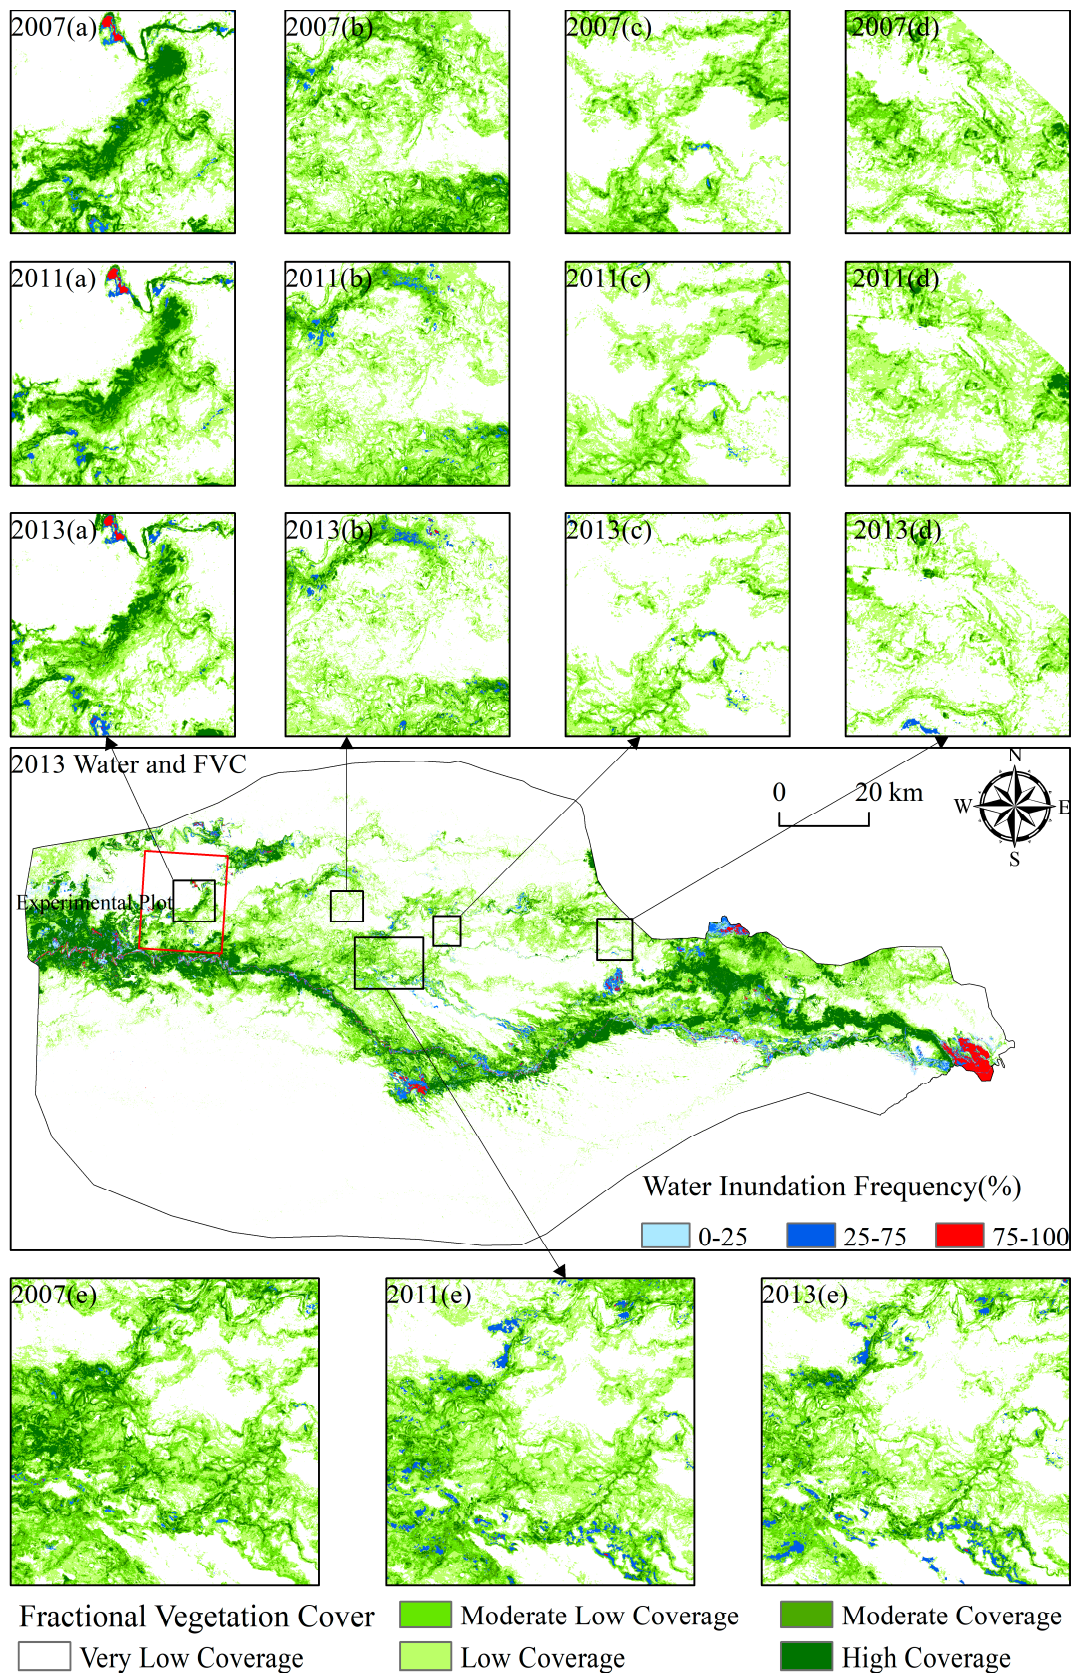 2007(a)
2007(b)
2007(c)
2007(d)
2011(a)
2011(b)
2011(c)
2011(d)
2013(a)
2013(b)
2013(c)
2013(d)
2013 Water and FVC
0 20 km
N
W E
S
Experimental Plot
Water Inundation Frequency(%)
0-25 25-75 75-100
2007(e)
2011(e)
2013(e)
Fractional Vegetation Cover
Moderate Low Coverage
Moderate Coverage
Very Low Coverage
Low Coverage
High Coverage